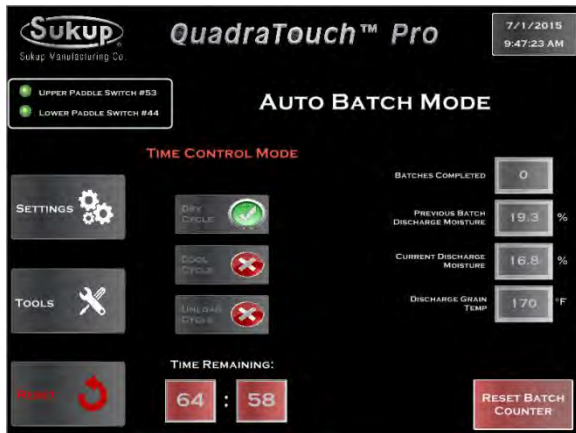 Sukup
Sukup Manufacturing Co.
QuadraTouch™ Pro
7/1/2015
9:47:23 AM
Upper Paddle Switch #53
Lower Paddle Switch #44
Auto Batch Mode
Time Control Mode
Settings
Tools
Reset
Dry
Cycle
Cool
Cycle
Unload
Cycle
Time Remaining:
64 : 58
Batches Completed
0
Previous Batch
Discharge Moisture
19.3 %
Current Discharge
Moisture
16.8 %
Discharge Grain
Temp
170 °F
Reset Batch
Counter